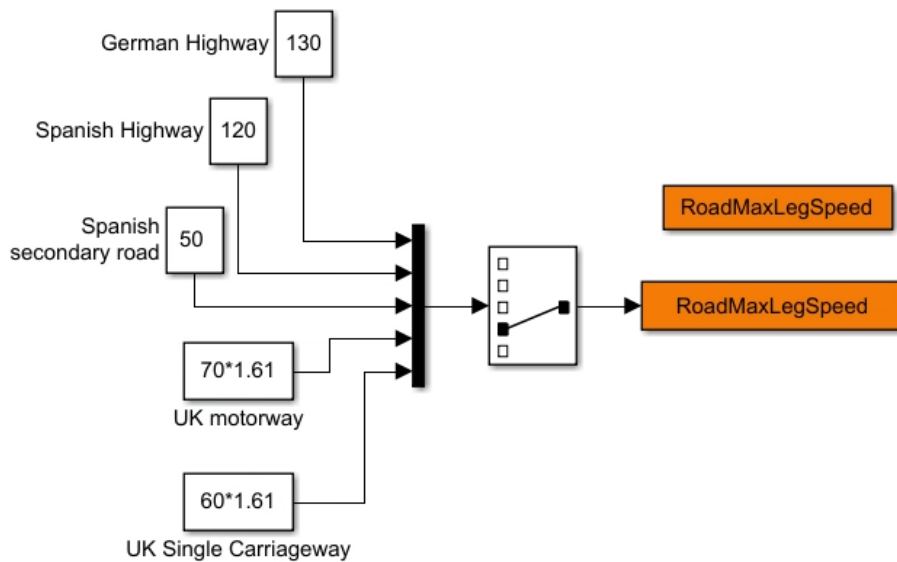 German Highway
130
Spanish Highway
120
Spanish
secondary road
50
RoadMaxLegSpeed
RoadMaxLegSpeed
70*1.61
UK motorway
60*1.61
UK Single Carriageway